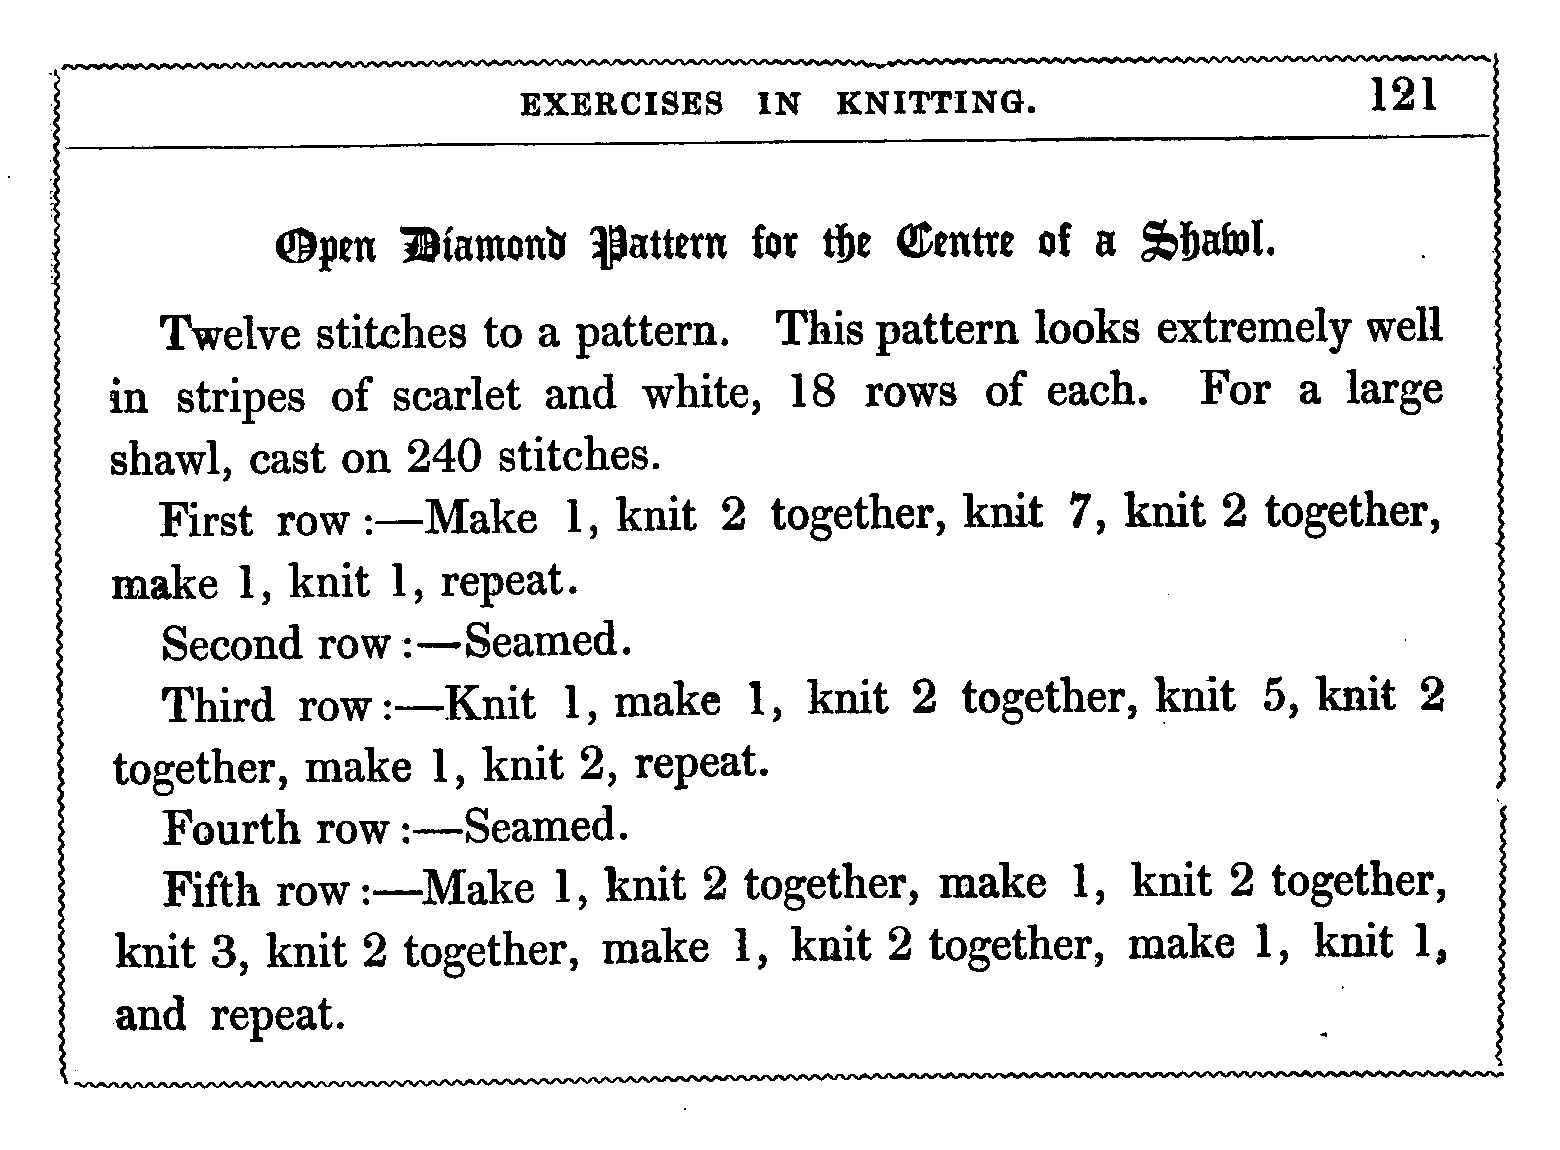 EXERCISES IN KNITTING. 121
Open Diamond Pattern for the Centre of a Shawl.
Twelve stitches to a pattern. This pattern looks extremely well
in stripes of scarlet and white, 18 rows of each. For a large
shawl, cast on 240 stitches.
First row :—Make 1, knit 2 together, knit 7, knit 2 together,
make 1, knit 1, repeat.
Second row :—Seamed.
Third row :—Knit 1, make 1, knit 2 together, knit 5, knit 2
together, make 1, knit 2, repeat.
Fourth row :—Seamed.
Fifth row :—Make 1, knit 2 together, make 1, knit 2 together,
knit 3, knit 2 together, make 1, knit 2 together, make 1, knit 1,
and repeat.